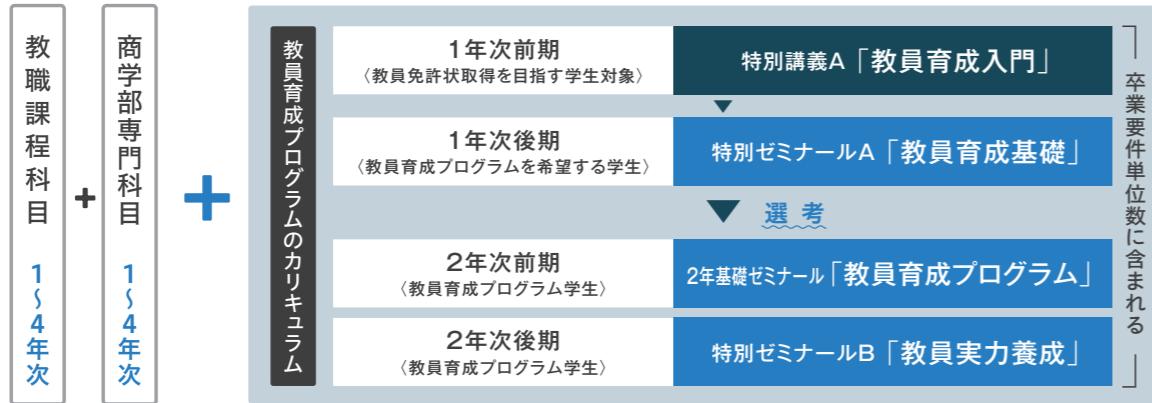 教職課程科目 1〜4年次
+
商学部専門科目 1〜4年次
+
教員育成プログラムのカリキュラム
1年次前期
〈教員免許状取得を目指す学生対象〉
特別講義A「教員育成入門」
1年次後期
〈教員育成プログラムを希望する学生〉
特別ゼミナールA「教員育成基礎」
選考
2年次前期
〈教員育成プログラム学生〉
2年基礎ゼミナール「教員育成プログラム」
2年次後期
〈教員育成プログラム学生〉
特別ゼミナールB「教員実力養成」
卒業要件単位数に含まれる